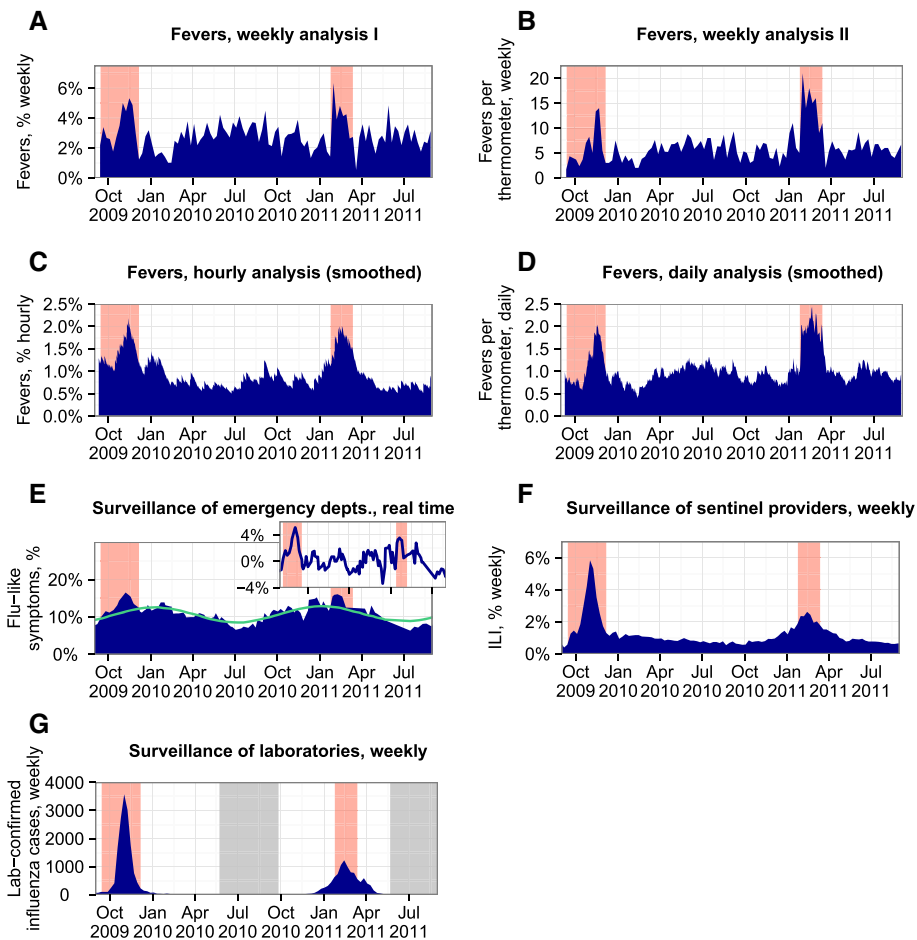 A
Fevers, weekly analysis I
Fevers, % weekly
6%
4%
2%
0%
Oct Jan Apr Jul Oct Jan Apr Jul
2009 2010 2010 2010 2010 2011 2011 2011
B
Fevers, weekly analysis II
Fevers per
thermometer, weekly
20
15
10
5
0
Oct Jan Apr Jul Oct Jan Apr Jul
2009 2010 2010 2010 2010 2011 2011 2011
C
Fevers, hourly analysis (smoothed)
Fevers, % hourly
2.5%
2.0%
1.5%
1.0%
0.5%
0.0%
Oct Jan Apr Jul Oct Jan Apr Jul
2009 2010 2010 2010 2010 2011 2011 2011
D
Fevers, daily analysis (smoothed)
Fevers per
thermometer, daily
2.5
2.0
1.5
1.0
0.5
0.0
Oct Jan Apr Jul Oct Jan Apr Jul
2009 2010 2010 2010 2010 2011 2011 2011
E
Surveillance of emergency depts., real time
Flu−like
symptoms, %
20%
10%
0%
4%
0%
−4%
Oct Jan Apr Jul Oct Jan Apr Jul
2009 2010 2010 2010 2010 2011 2011 2011
F
Surveillance of sentinel providers, weekly
ILI, % weekly
6%
4%
2%
0%
Oct Jan Apr Jul Oct Jan Apr Jul
2009 2010 2010 2010 2010 2011 2011 2011
G
Surveillance of laboratories, weekly
Lab−confirmed
influenza cases, weekly
4000
3000
2000
1000
0
Oct Jan Apr Jul Oct Jan Apr Jul
2009 2010 2010 2010 2010 2011 2011 2011